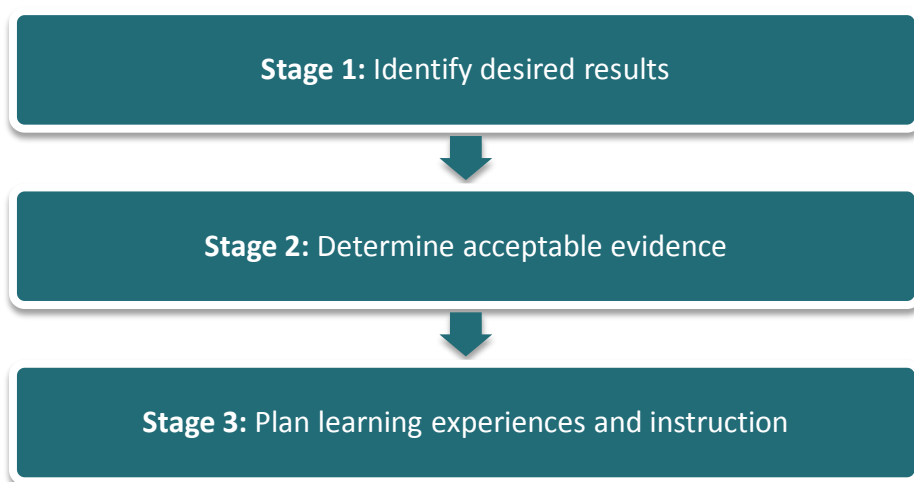 Stage 1: Identify desired results
Stage 2: Determine acceptable evidence
Stage 3: Plan learning experiences and instruction